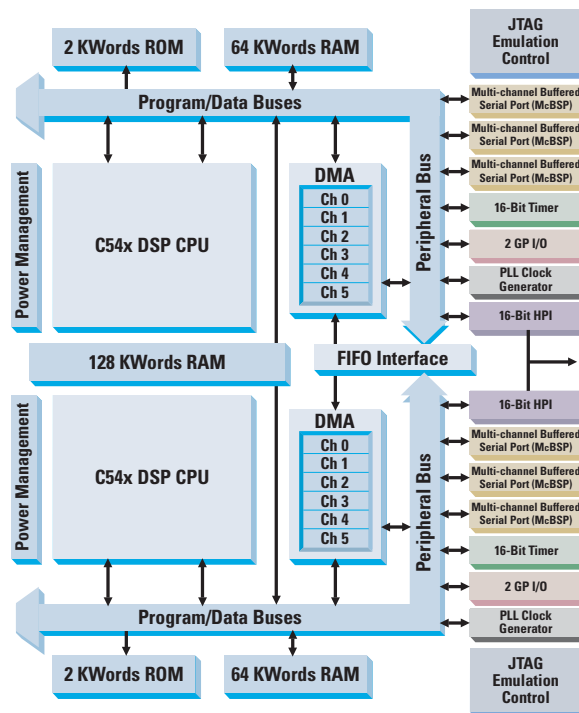 2 KWords ROM
64 KWords RAM
JTAG
Emulation
Control
Program/Data Buses
Multi-channel Buffered
Serial Port (McBSP)
Multi-channel Buffered
Serial Port (McBSP)
Multi-channel Buffered
Serial Port (McBSP)
16-Bit Timer
2 GP I/O
PLL Clock
Generator
16-Bit HPI
Power Management
C54x DSP CPU
DMA
Ch 0
Ch 1
Ch 2
Ch 3
Ch 4
Ch 5
Peripheral Bus
128 KWords RAM
FIFO Interface
Power Management
C54x DSP CPU
DMA
Ch 0
Ch 1
Ch 2
Ch 3
Ch 4
Ch 5
Peripheral Bus
16-Bit HPI
Multi-channel Buffered
Serial Port (McBSP)
Multi-channel Buffered
Serial Port (McBSP)
Multi-channel Buffered
Serial Port (McBSP)
16-Bit Timer
2 GP I/O
PLL Clock
Generator
Program/Data Buses
2 KWords ROM
64 KWords RAM
JTAG
Emulation
Control